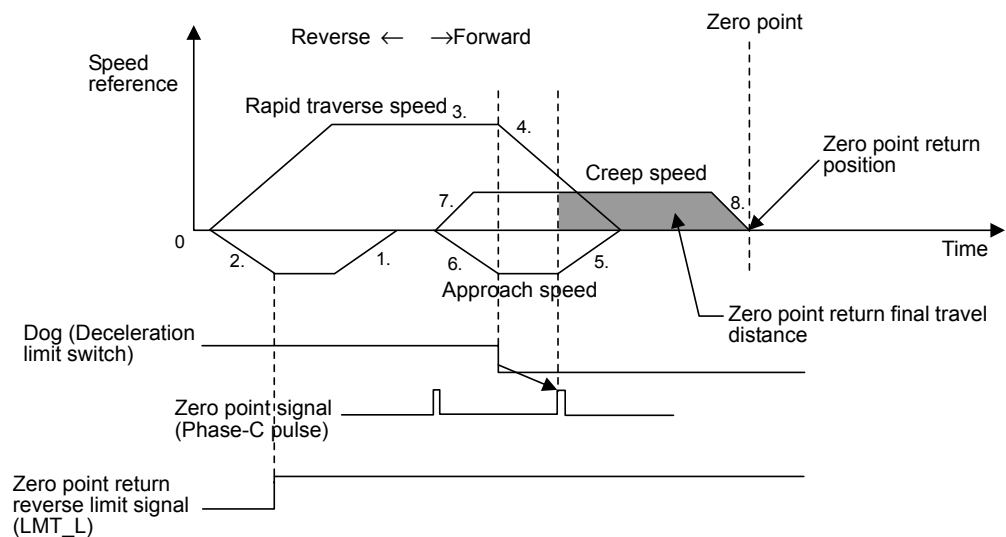 Zero point
Reverse ← →Forward
Speed
reference
Rapid traverse speed 3.
4.
Zero point return
position
Creep speed
7.
8.
0
Time
2.
1.
6.
5.
Approach speed
Zero point return final travel
distance
Dog (Deceleration
limit switch)
Zero point signal
(Phase-C pulse)
Zero point return
reverse limit signal
(LMT_L)